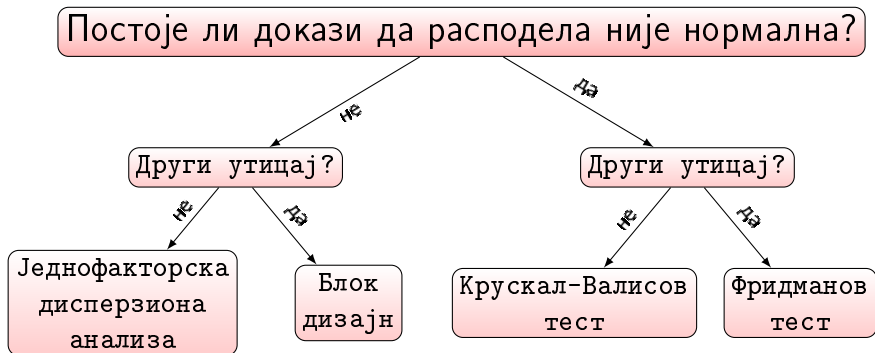 Постоје ли докази да расподела није нормална?
не
да
Други утицај?
Други утицај?
не
да
не
да
Једнофакторска
дисперзиона
анализа
Блок
дизајн
Крускал-Валисов
тест
Фридманов
тест